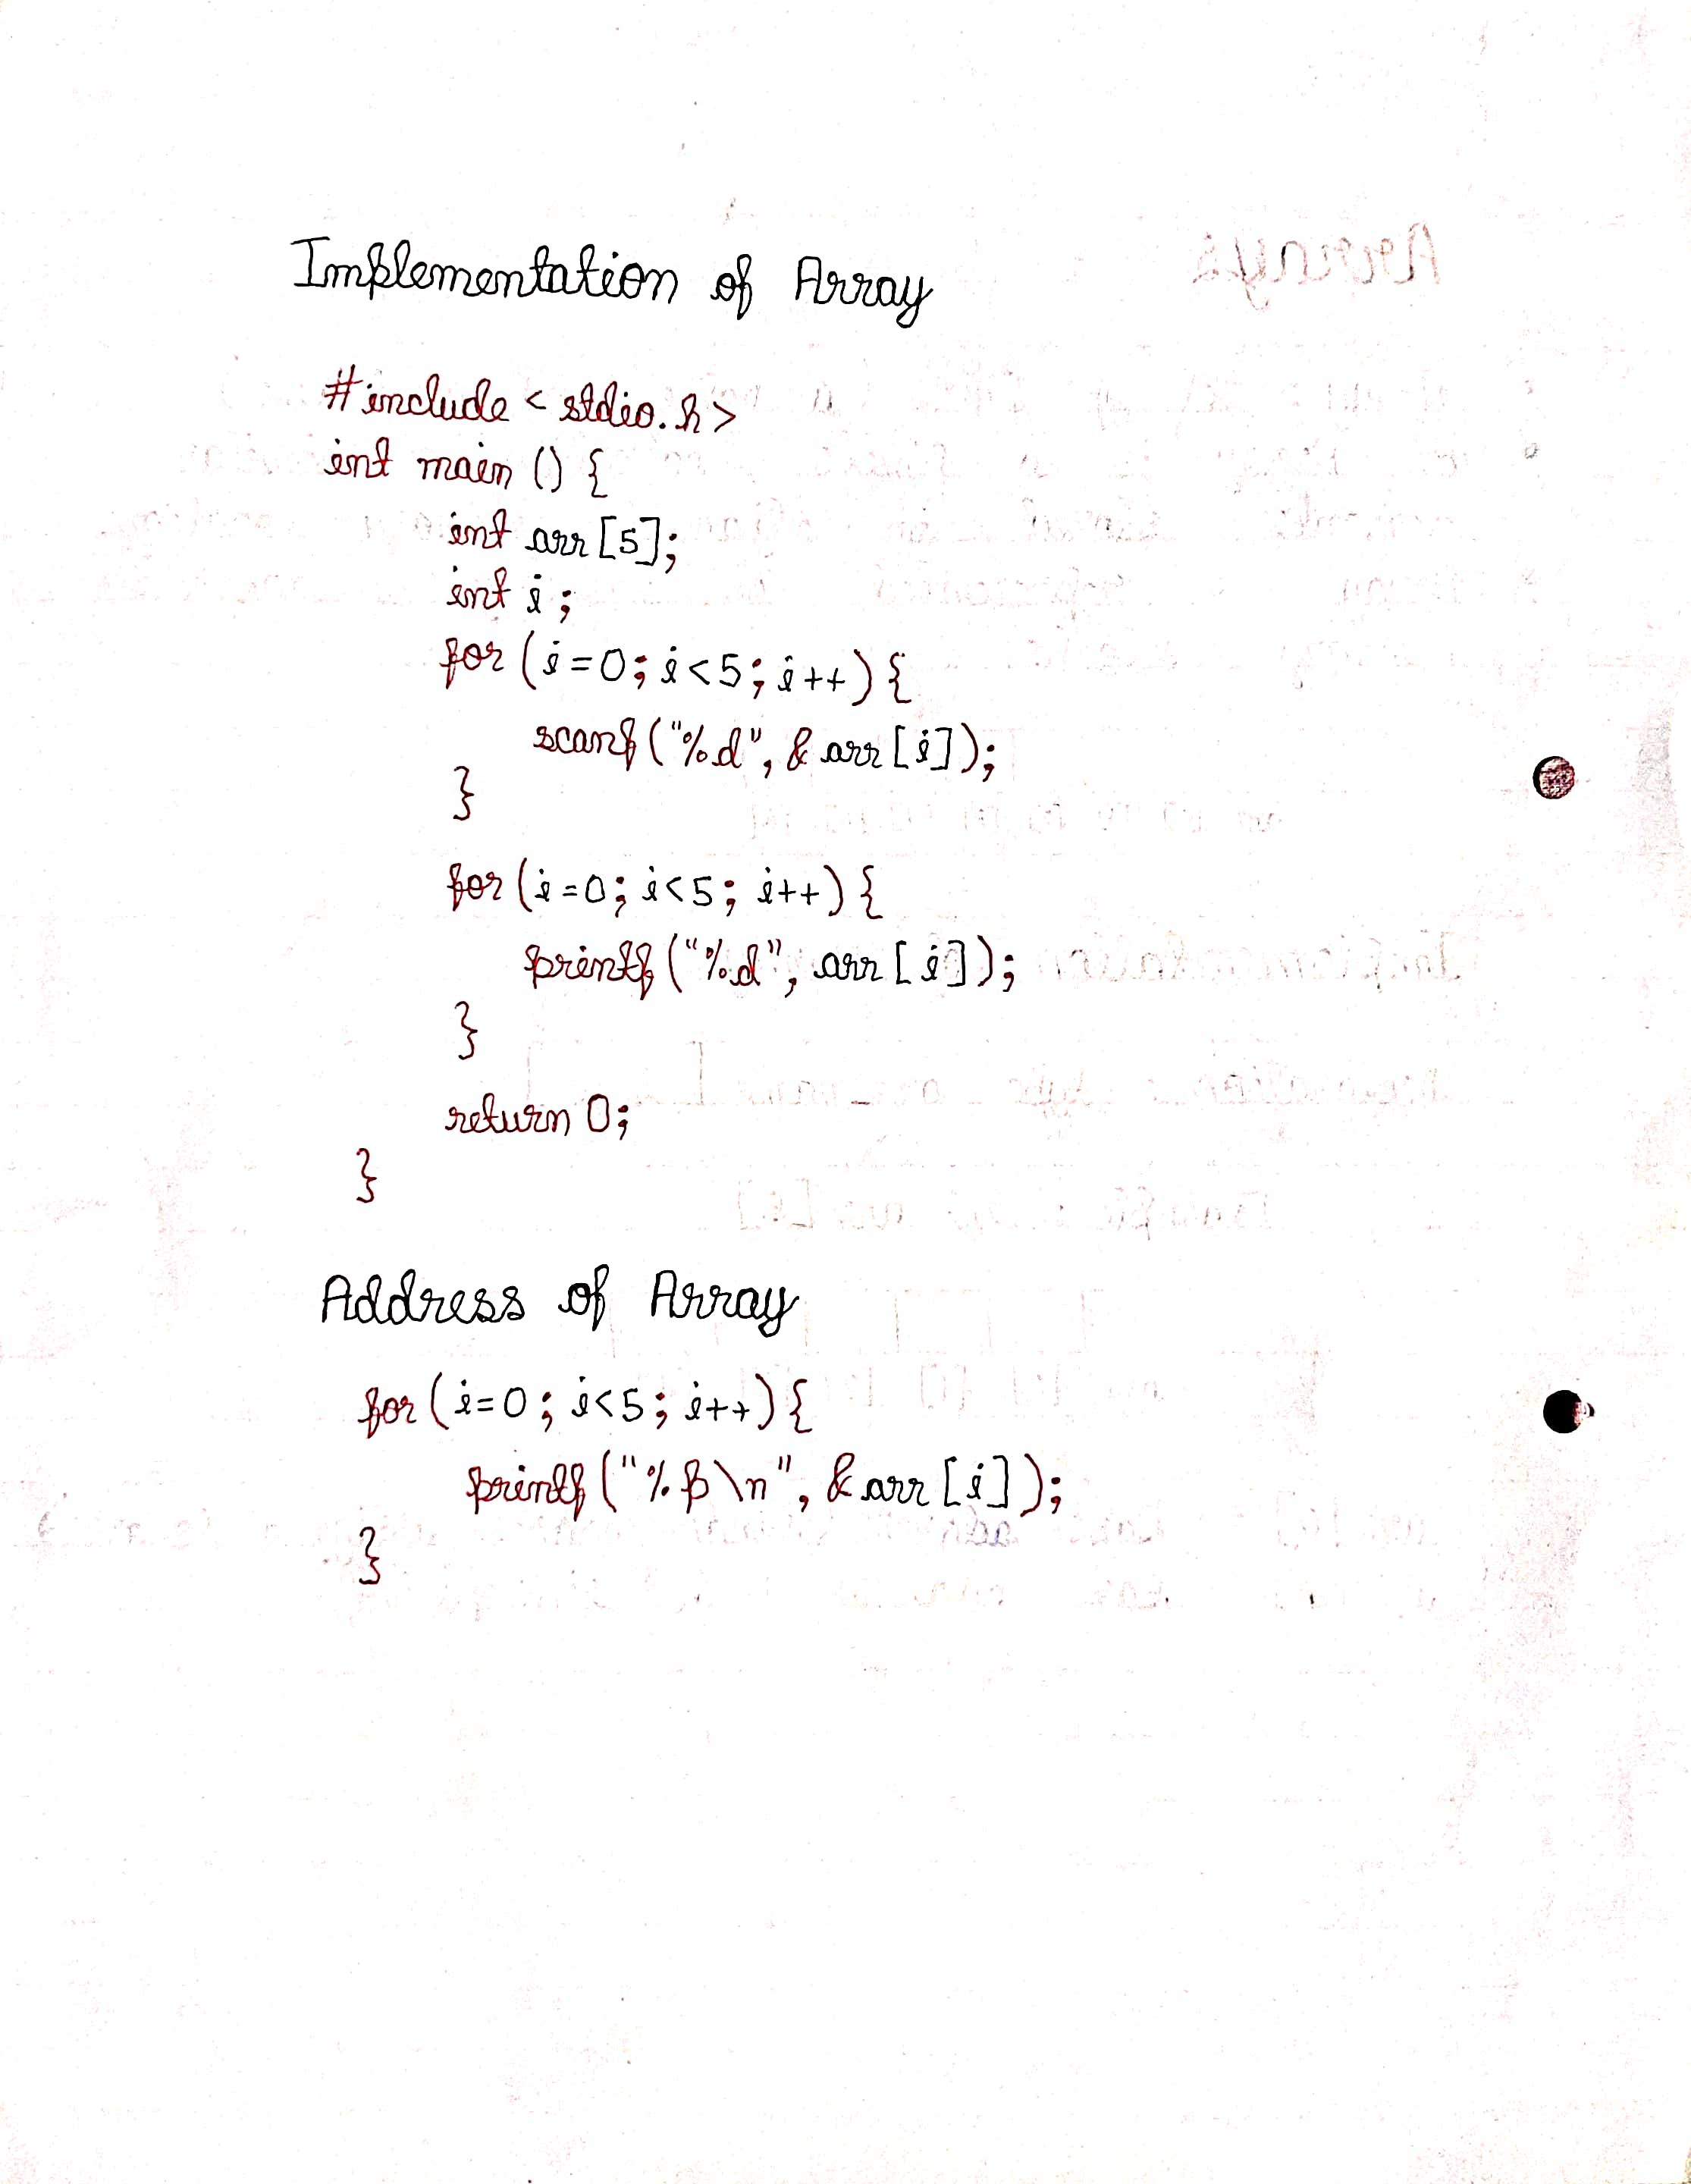 Implementation of Array
#include < stdio.h >
int main () {
int arr [5];
int i ;
for (i=0; i<5; i++) {
scanf ("%d", & arr [i]);
}
for (i=0; i<5; i++) {
printf ("%d", arr [i]);
}
return 0;
}
Address of Array
for (i=0; i<5; i++) {
printf ("%p\n", &arr [i]);
}
Arrays